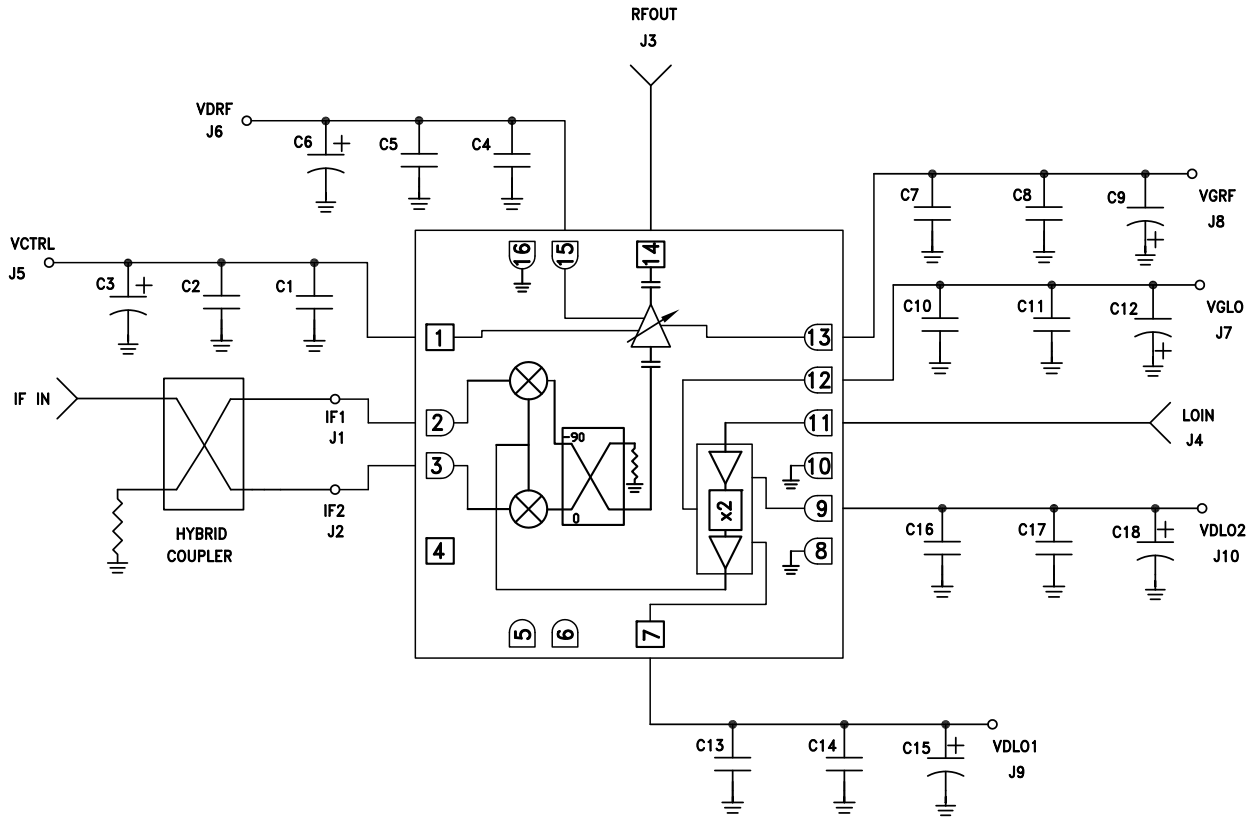 RFOUT
J3
VDRF
J6
C6
C5
C4
C7
C8
C9
VGRF
J8
VCTRL
J5
C3
C2
C1
16
15
14
C10
C11
C12
VGLO
J7
1
13
12
IF IN
IF1
J1
2
11
LOIN
J4
-90
3
10
IF2
J2
0
x2
9
C16
C17
C18
VDLO2
J10
HYBRID
COUPLER
4
8
5
6
7
C13
C14
C15
VDLO1
J9